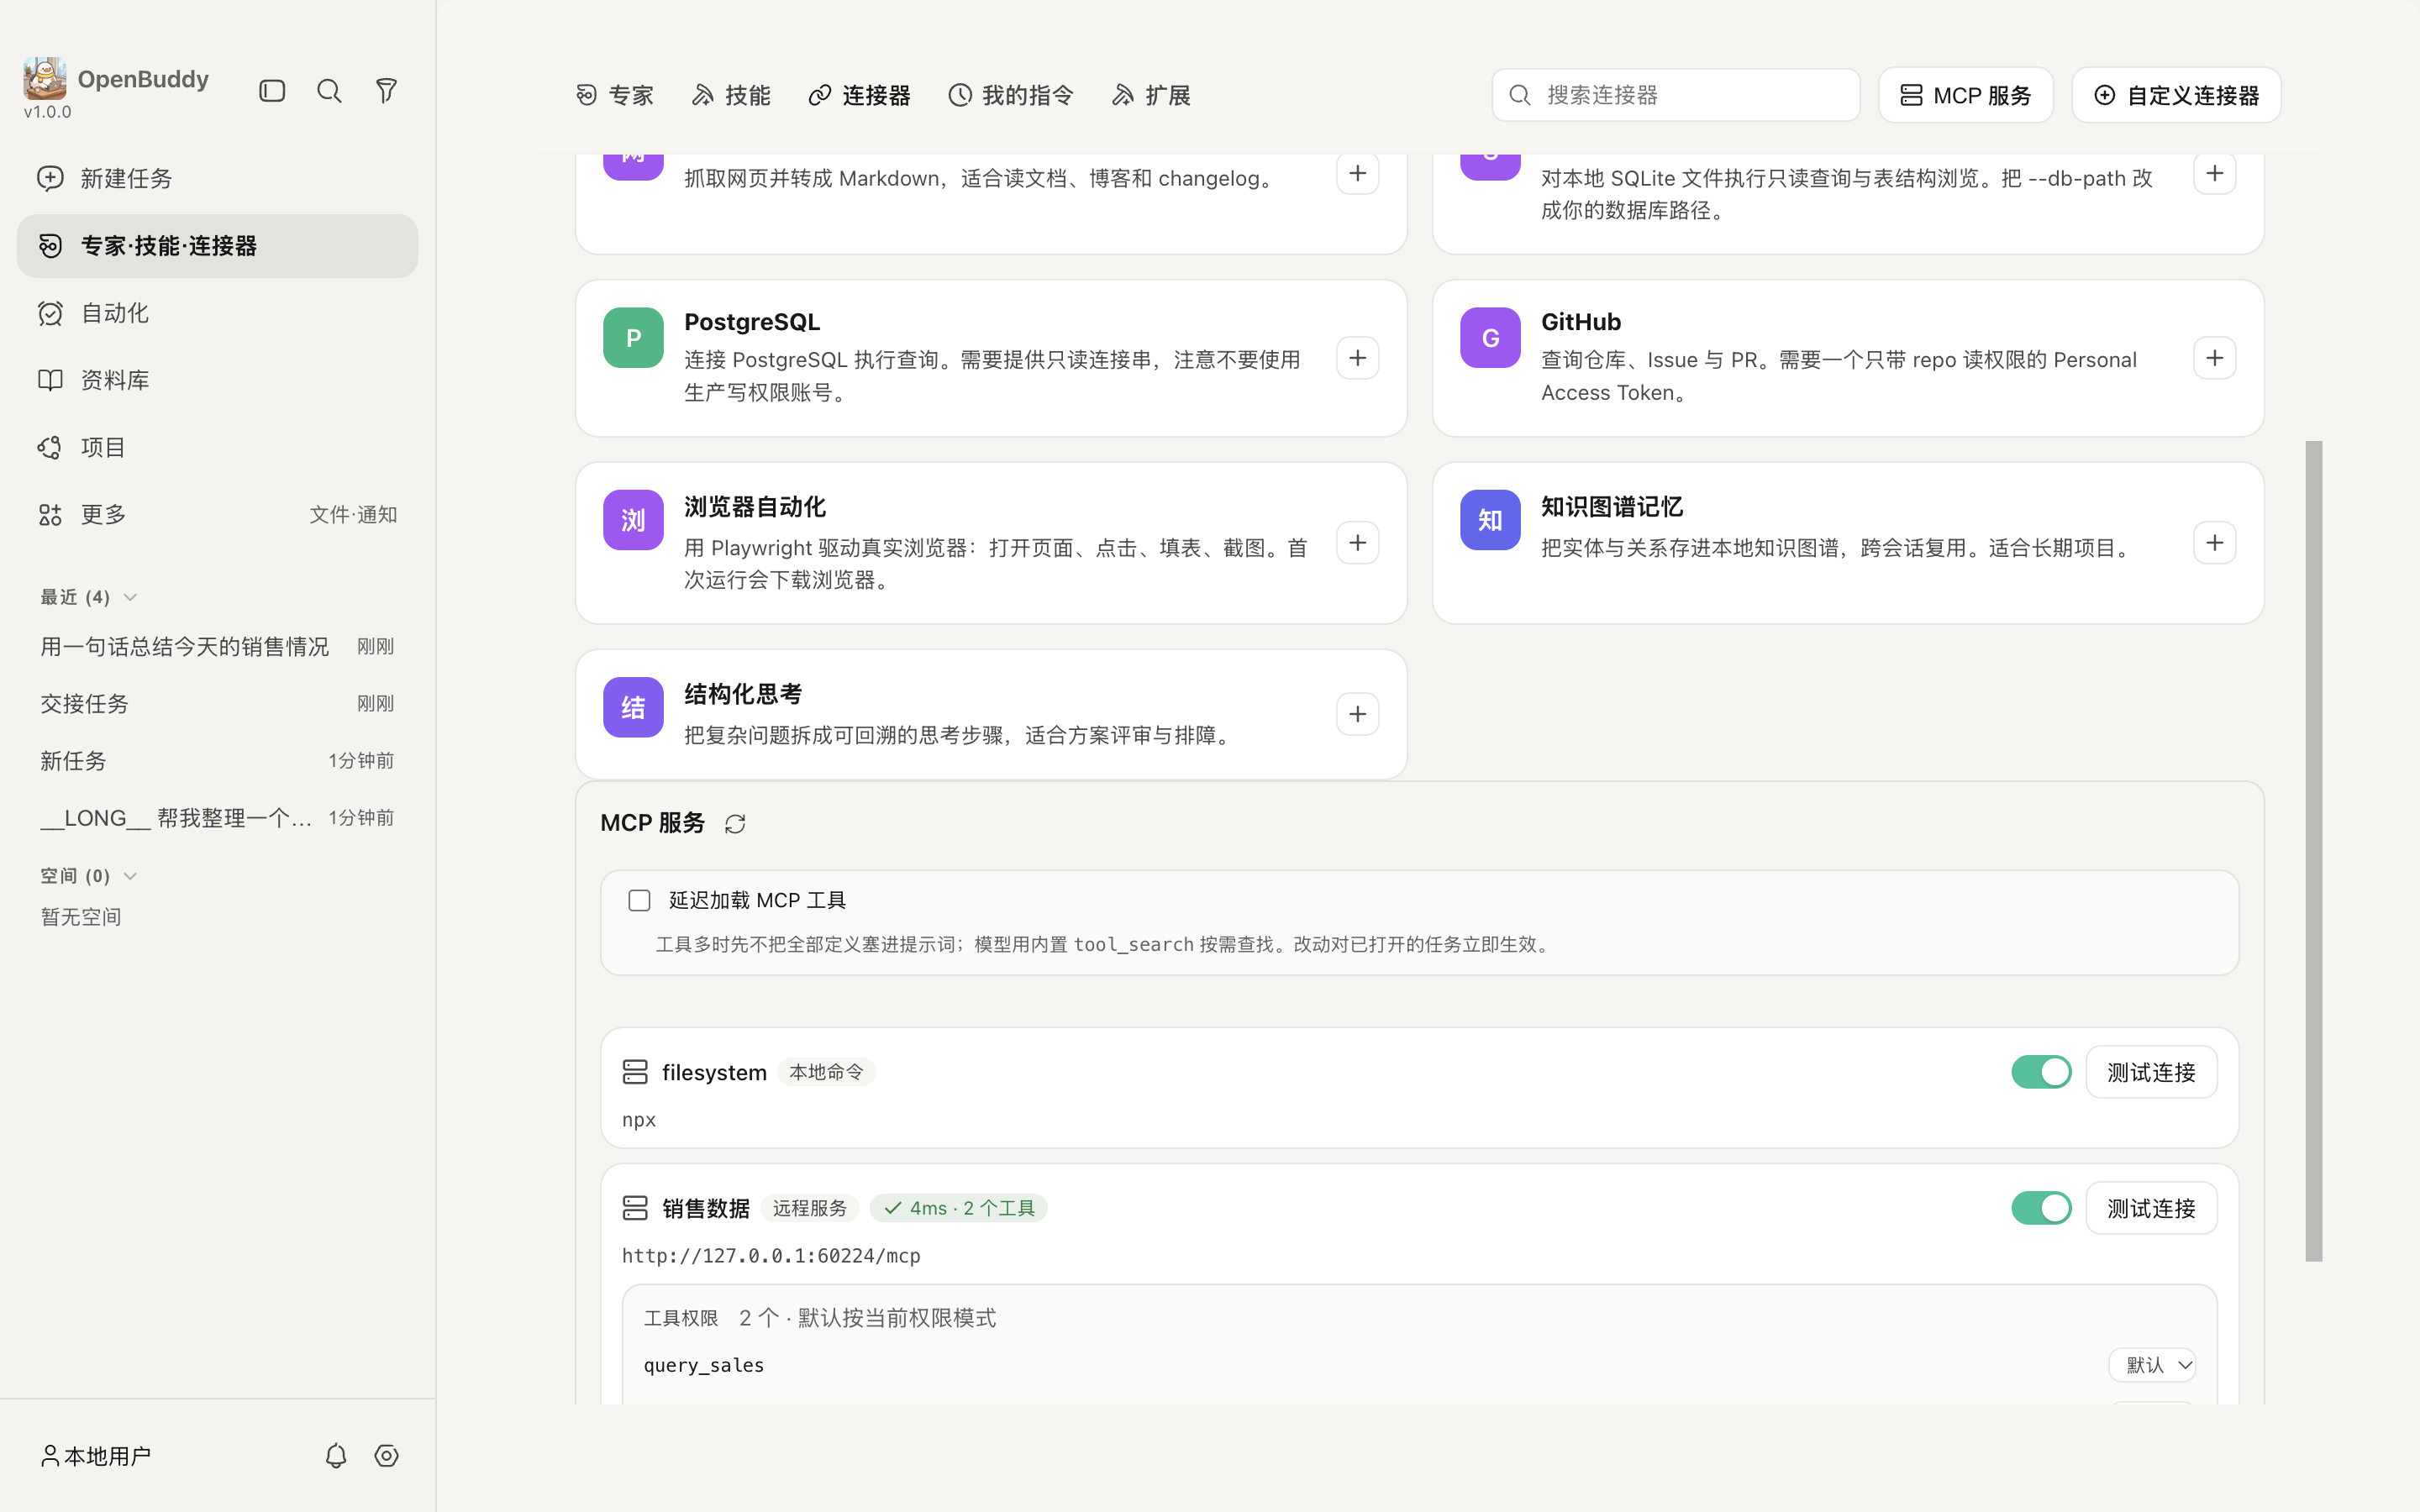 OpenBuddy
v1.0.0
新建任务
专家·技能·连接器
自动化
资料库
项目
更多 文件·通知
最近 (4)
用一句话总结今天的销售情况 刚刚
交接任务 刚刚
新任务 1分钟前
__LONG__ 帮我整理一个… 1分钟前
空间 (0)
暂无空间
本地用户
专家 技能 连接器 我的指令 扩展
搜索连接器
MCP 服务
自定义连接器
抓取网页并转成 Markdown，适合读文档、博客和 changelog。
对本地 SQLite 文件执行只读查询与表结构浏览。把 --db-path 改
成你的数据库路径。
P
PostgreSQL
连接 PostgreSQL 执行查询。需要提供只读连接串，注意不要使用
生产写权限账号。
G
GitHub
查询仓库、Issue 与 PR。需要一个只带 repo 读权限的 Personal
Access Token。
浏
浏览器自动化
用 Playwright 驱动真实浏览器：打开页面、点击、填表、截图。首
次运行会下载浏览器。
知
知识图谱记忆
把实体与关系存进本地知识图谱，跨会话复用。适合长期项目。
结
结构化思考
把复杂问题拆成可回溯的思考步骤，适合方案评审与排障。
MCP 服务
延迟加载 MCP 工具
工具多时先不把全部定义塞进提示词；模型用内置 tool_search 按需查找。改动对已打开的任务立即生效。
filesystem 本地命令 测试连接
npx
销售数据 远程服务 4ms · 2 个工具 测试连接
http://127.0.0.1:60224/mcp
工具权限 2 个 · 默认按当前权限模式
query_sales 默认